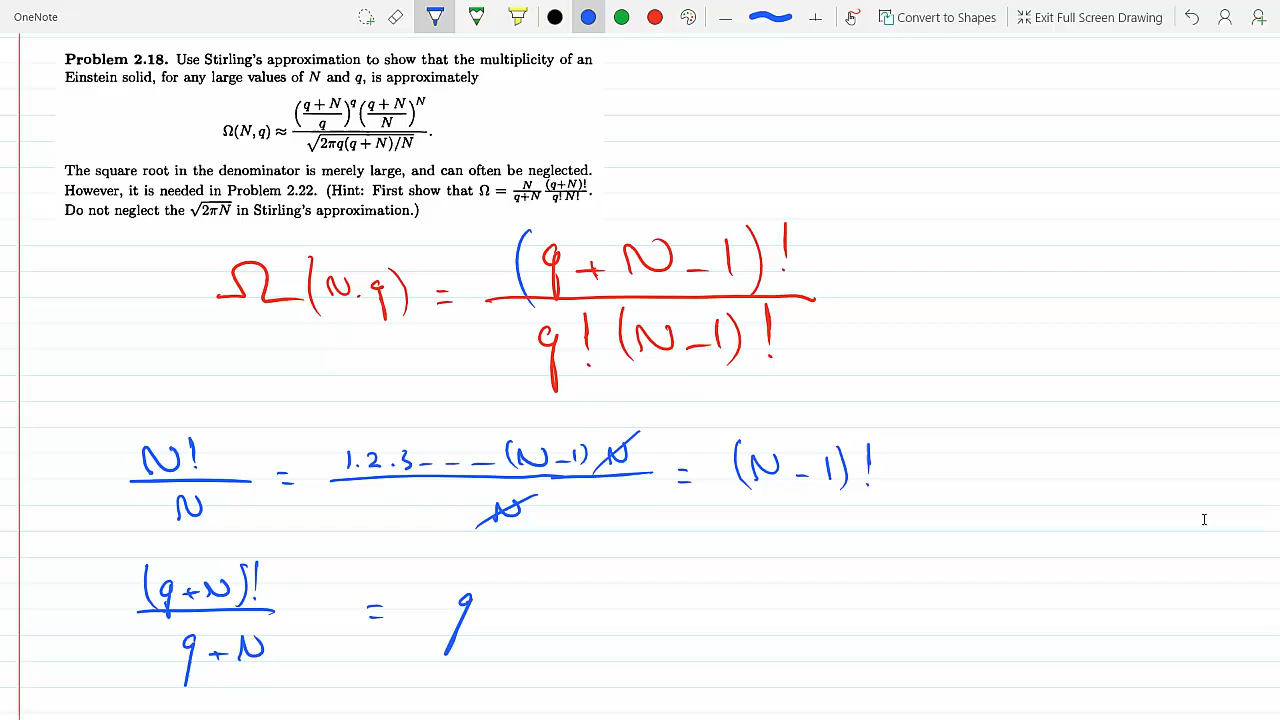 OneNote
Convert to Shapes
Exit Full Screen Drawing
Problem 2.18. Use Stirling's approximation to show that the multiplicity of an
Einstein solid, for any large values of N and q, is approximately
Ω(N,q) ≈ ((q+N)/q)^q ((q+N)/N)^N / √(2πq(q+N)/N).
The square root in the denominator is merely large, and can often be neglected.
However, it is needed in Problem 2.22. (Hint: First show that Ω = N/(q+N) (q+N)!/(q! N!).
Do not neglect the √(2πN) in Stirling's approximation.)
Ω(N.q) = (q+N-1)! / q!(N-1)!
N!/N = 1.2.3----(N-1)N / N = (N-1)!
(q+N)! / q+N = q